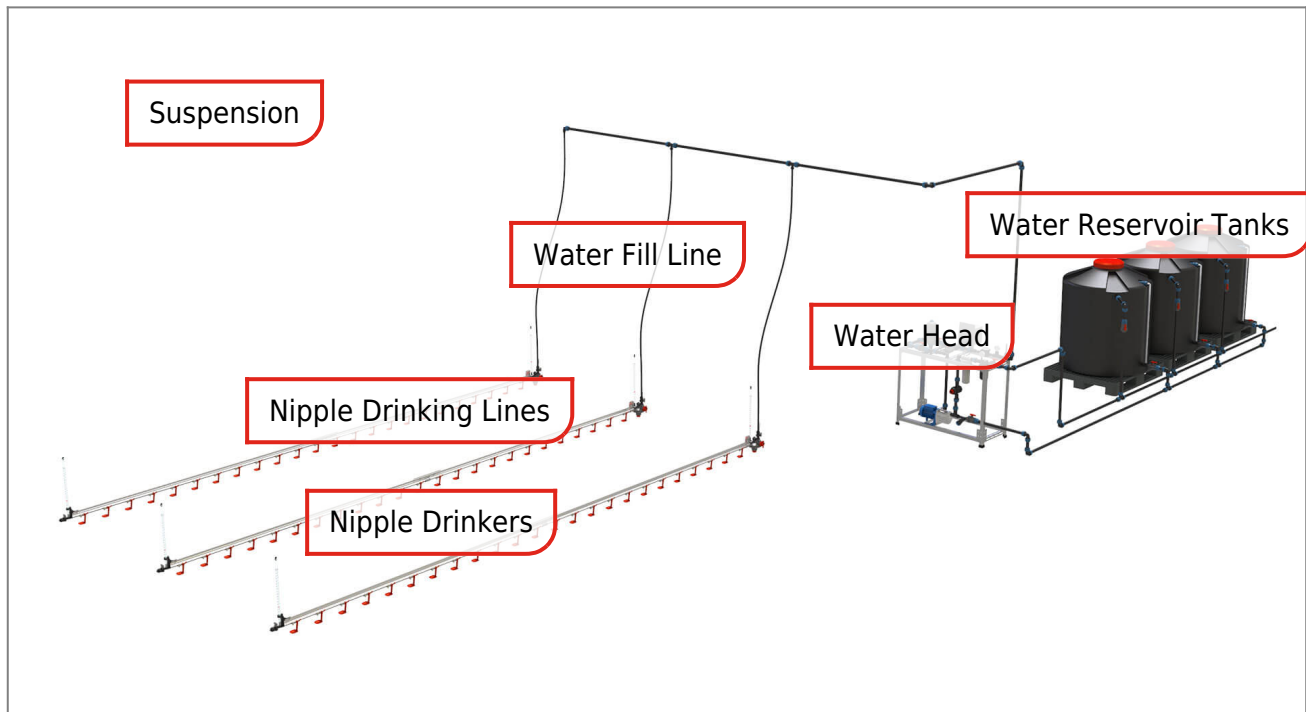 Suspension
Water Reservoir Tanks
Water Fill Line
Water Head
Nipple Drinking Lines
Nipple Drinkers